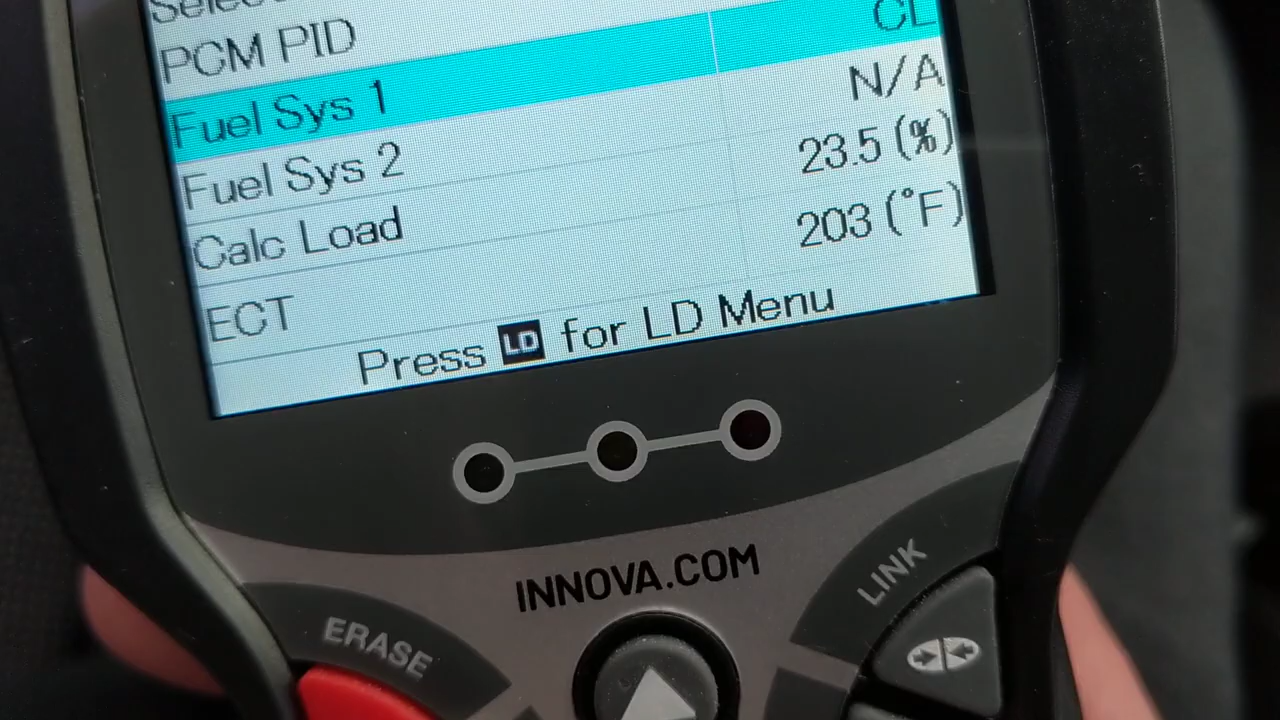 PCM PID
Fuel Sys 1 CL
Fuel Sys 2 N/A
Calc Load 23.5 (%)
ECT 203 (°F)
Press LD for LD Menu
INNOVA.COM
LINK
ERASE